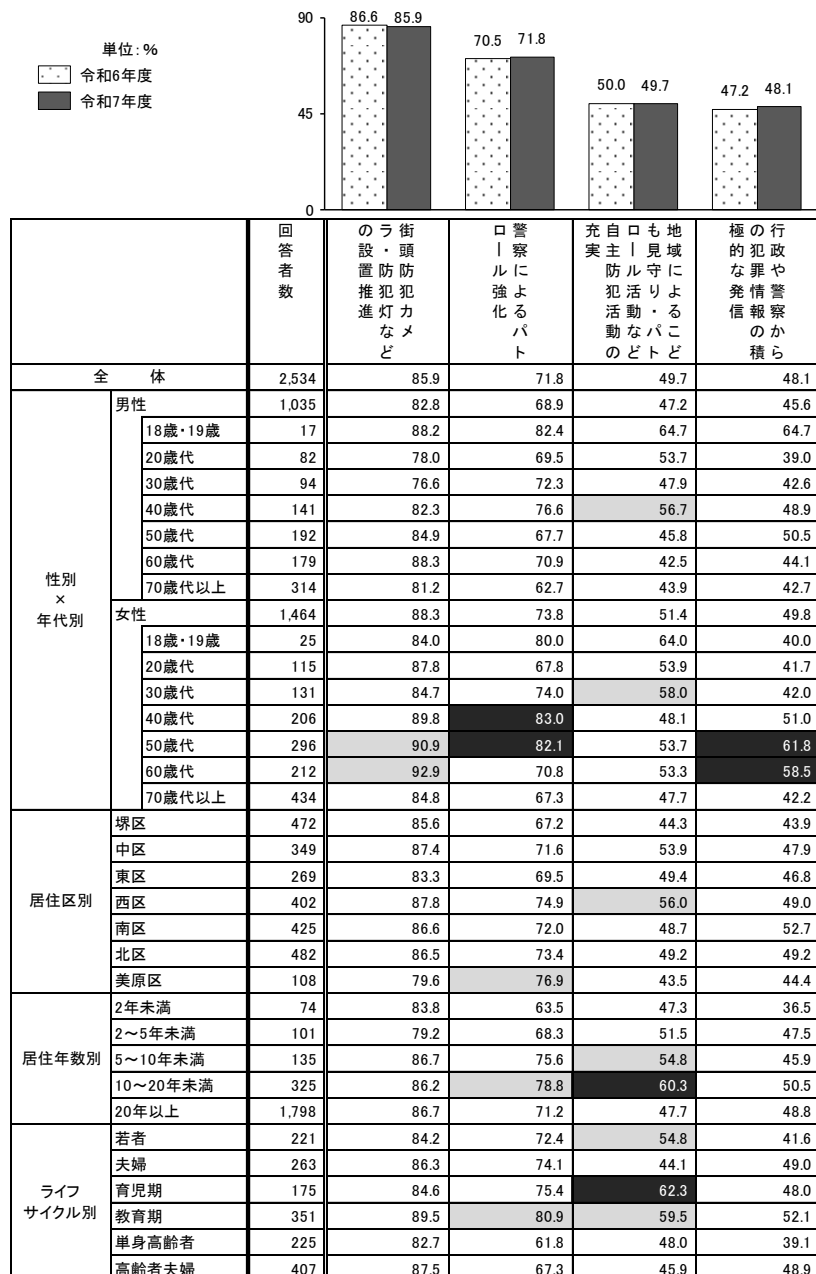 90
45
0
単位:%
令和6年度
令和7年度
86.6 85.9
70.5 71.8
50.0 49.7
47.2 48.1
回答者数
街頭防犯カメラ・防犯灯などの設置推進
警察によるパトロール強化
地域によるこども見守り・パトロール活動など自主防犯活動の充実
行政や警察からの犯罪情報の積極的な発信
全体 2,534 85.9 71.8 49.7 48.1
性別×年代別
男性 1,035 82.8 68.9 47.2 45.6
18歳・19歳 17 88.2 82.4 64.7 64.7
20歳代 82 78.0 69.5 53.7 39.0
30歳代 94 76.6 72.3 47.9 42.6
40歳代 141 82.3 76.6 56.7 48.9
50歳代 192 84.9 67.7 45.8 50.5
60歳代 179 88.3 70.9 42.5 44.1
70歳代以上 314 81.2 62.7 43.9 42.7
女性 1,464 88.3 73.8 51.4 49.8
18歳・19歳 25 84.0 80.0 64.0 40.0
20歳代 115 87.8 67.8 53.9 41.7
30歳代 131 84.7 74.0 58.0 42.0
40歳代 206 89.8 83.0 48.1 51.0
50歳代 296 90.9 82.1 53.7 61.8
60歳代 212 92.9 70.8 53.3 58.5
70歳代以上 434 84.8 67.3 47.7 42.2
居住区別
堺区 472 85.6 67.2 44.3 43.9
中区 349 87.4 71.6 53.9 47.9
東区 269 83.3 69.5 49.4 46.8
西区 402 87.8 74.9 56.0 49.0
南区 425 86.6 72.0 48.7 52.7
北区 482 86.5 73.4 49.2 49.2
美原区 108 79.6 76.9 43.5 44.4
居住年数別
2年未満 74 83.8 63.5 47.3 36.5
2～5年未満 101 79.2 68.3 51.5 47.5
5～10年未満 135 86.7 75.6 54.8 45.9
10～20年未満 325 86.2 78.8 60.3 50.5
20年以上 1,798 86.7 71.2 47.7 48.8
ライフサイクル別
若者 221 84.2 72.4 54.8 41.6
夫婦 263 86.3 74.1 44.1 49.0
育児期 175 84.6 75.4 62.3 48.0
教育期 351 89.5 80.9 59.5 52.1
単身高齢者 225 82.7 61.8 48.0 39.1
高齢者夫婦 407 87.5 67.3 45.9 48.9